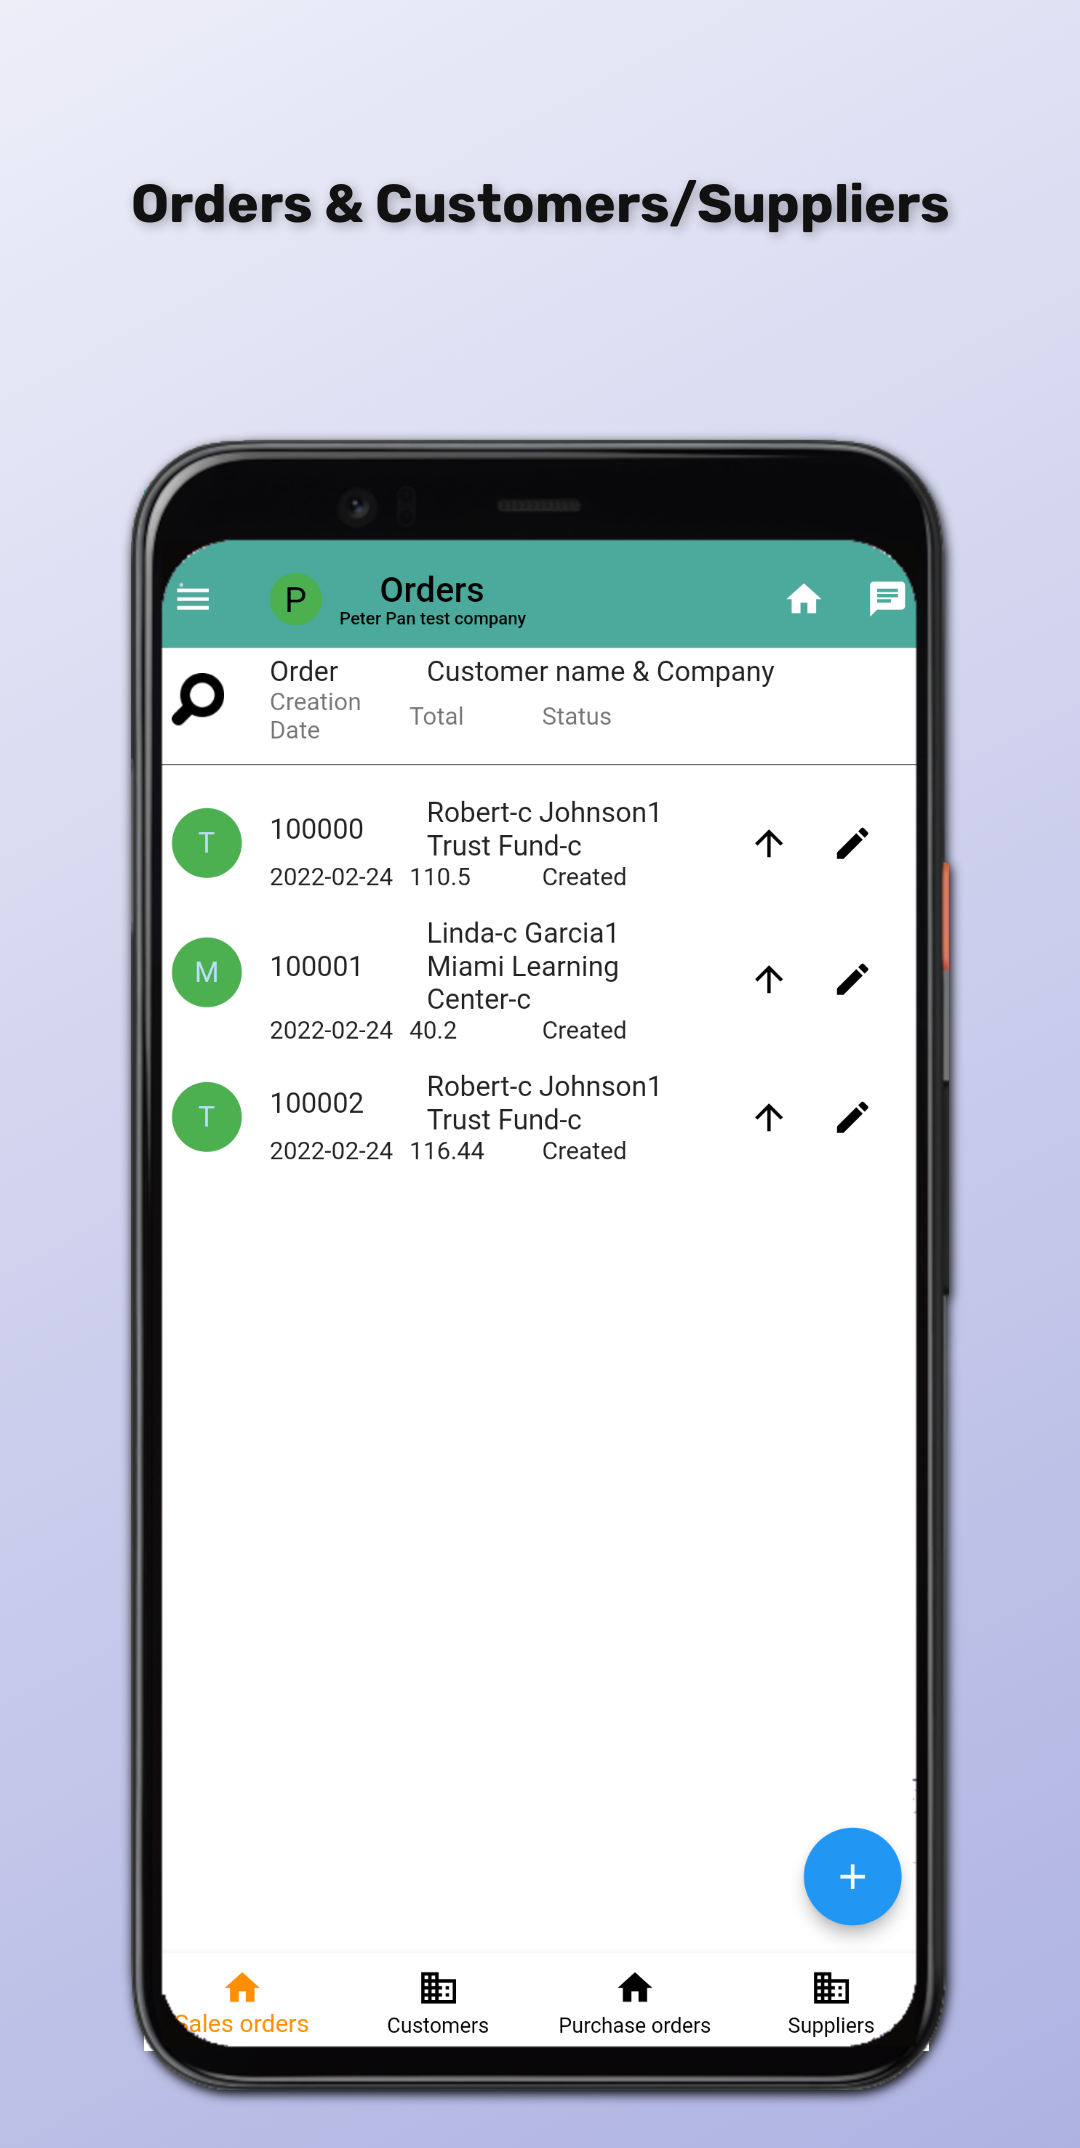 Orders & Customers/Suppliers
P
Orders
Peter Pan test company
Order
Customer name & Company
Creation
Date
Total
Status
T
100000
Robert-c Johnson1
Trust Fund-c
2022-02-24
110.5
Created
M
100001
Linda-c Garcia1
Miami Learning
Center-c
2022-02-24
40.2
Created
T
100002
Robert-c Johnson1
Trust Fund-c
2022-02-24
116.44
Created
Sales orders
Customers
Purchase orders
Suppliers